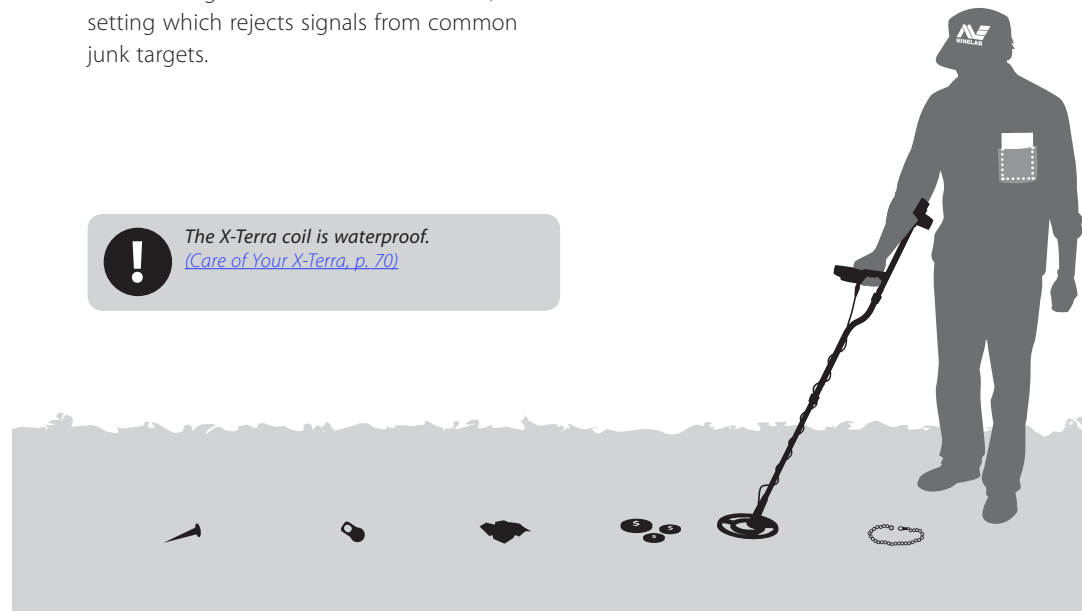 setting which rejects signals from common
junk targets.
MINELAB
!
The X-Terra coil is waterproof.
(Care of Your X-Terra, p. 70)
S
S
S